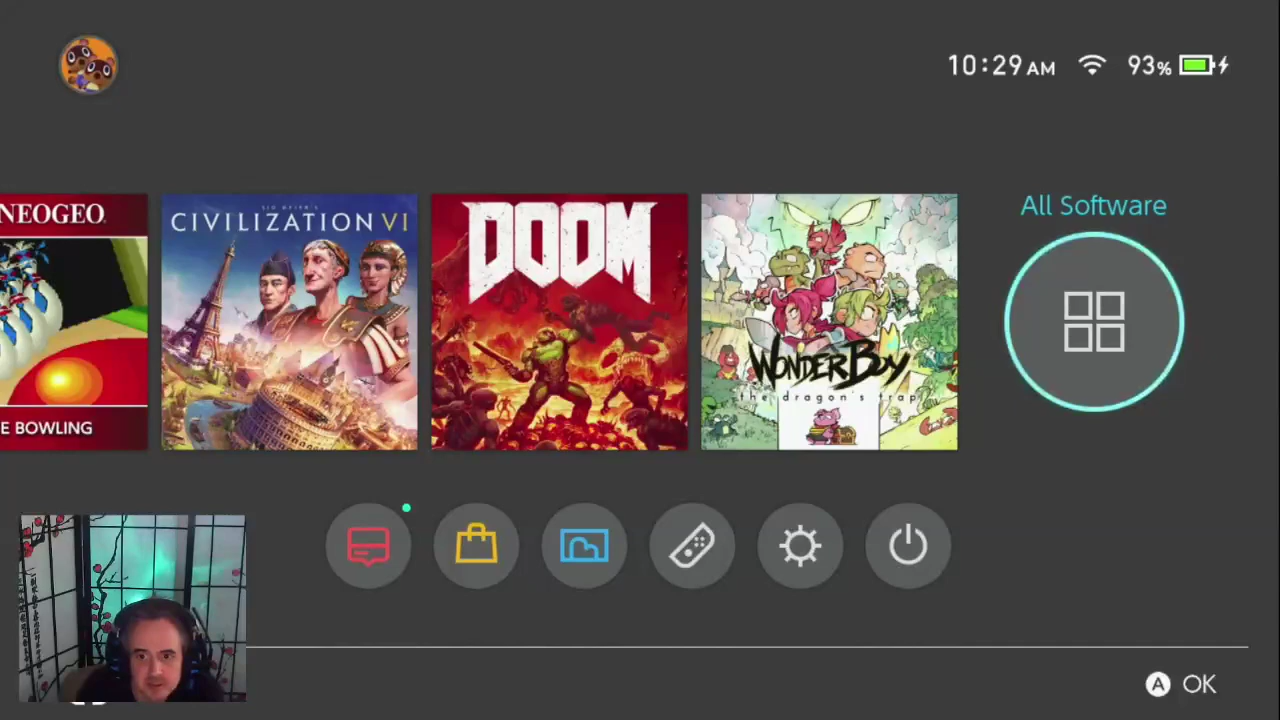 10:29 AM 93%
All Software
NEOGEO
E BOWLING
SID MEIER'S
CIVILIZATION VI
DOOM
WONDER BOY
the dragon's trap
A OK